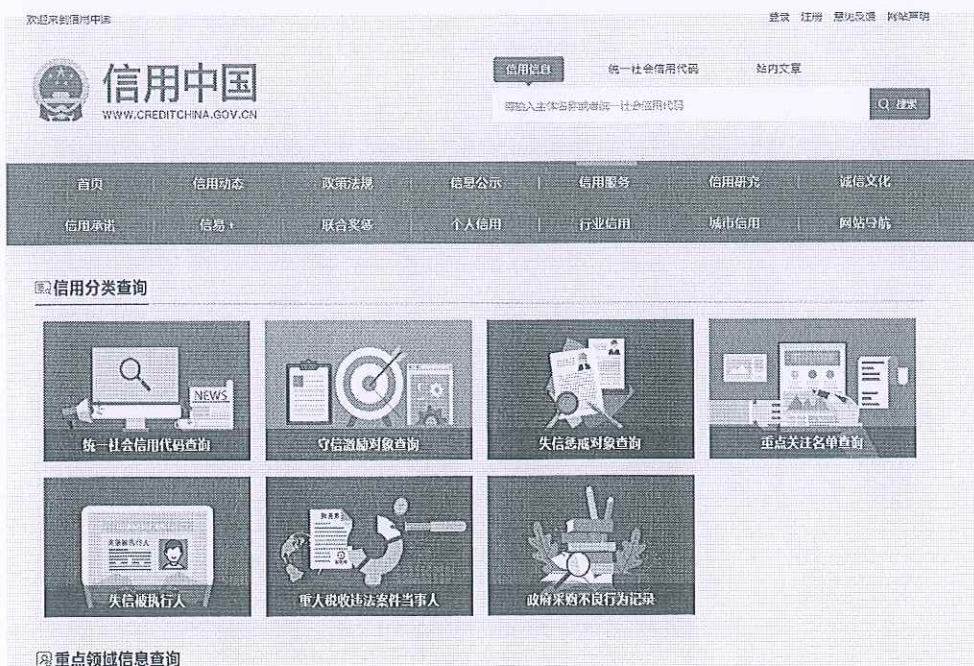 欢迎来到信用中国
登录 注册 意见反馈 网站声明
信用信息 统一社会信用代码 站内文章
信用中国
WWW.CREDITCHINA.GOV.CN
请输入主体名称或者统一社会信用代码 搜索
首页 信用动态 政策法规 信息公示 信用服务 信用研究 诚信文化
信用承诺 信易+ 联合奖惩 个人信用 行业信用 城市信用 网站导航
信用分类查询
NEWS
统一社会信用代码查询 守信激励对象查询 失信惩戒对象查询 重点关注名单查询
失信被执行人
失信被执行人 重大税收违法案件当事人 政府采购不良行为记录
重点领域信息查询